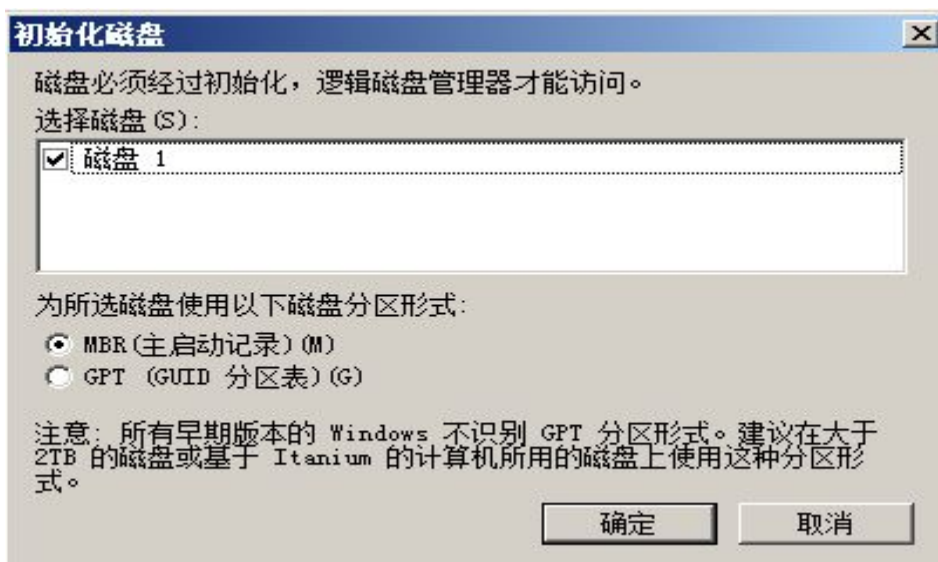 初始化磁盘
磁盘必须经过初始化，逻辑磁盘管理器才能访问。
选择磁盘(S):
磁盘 1
为所选磁盘使用以下磁盘分区形式:
MBR(主启动记录)(M)
GPT (GUID 分区表)(G)
注意: 所有早期版本的 Windows 不识别 GPT 分区形式。建议在大于
2TB 的磁盘或基于 Itanium 的计算机所用的磁盘上使用这种分区形
式。
确定 取消